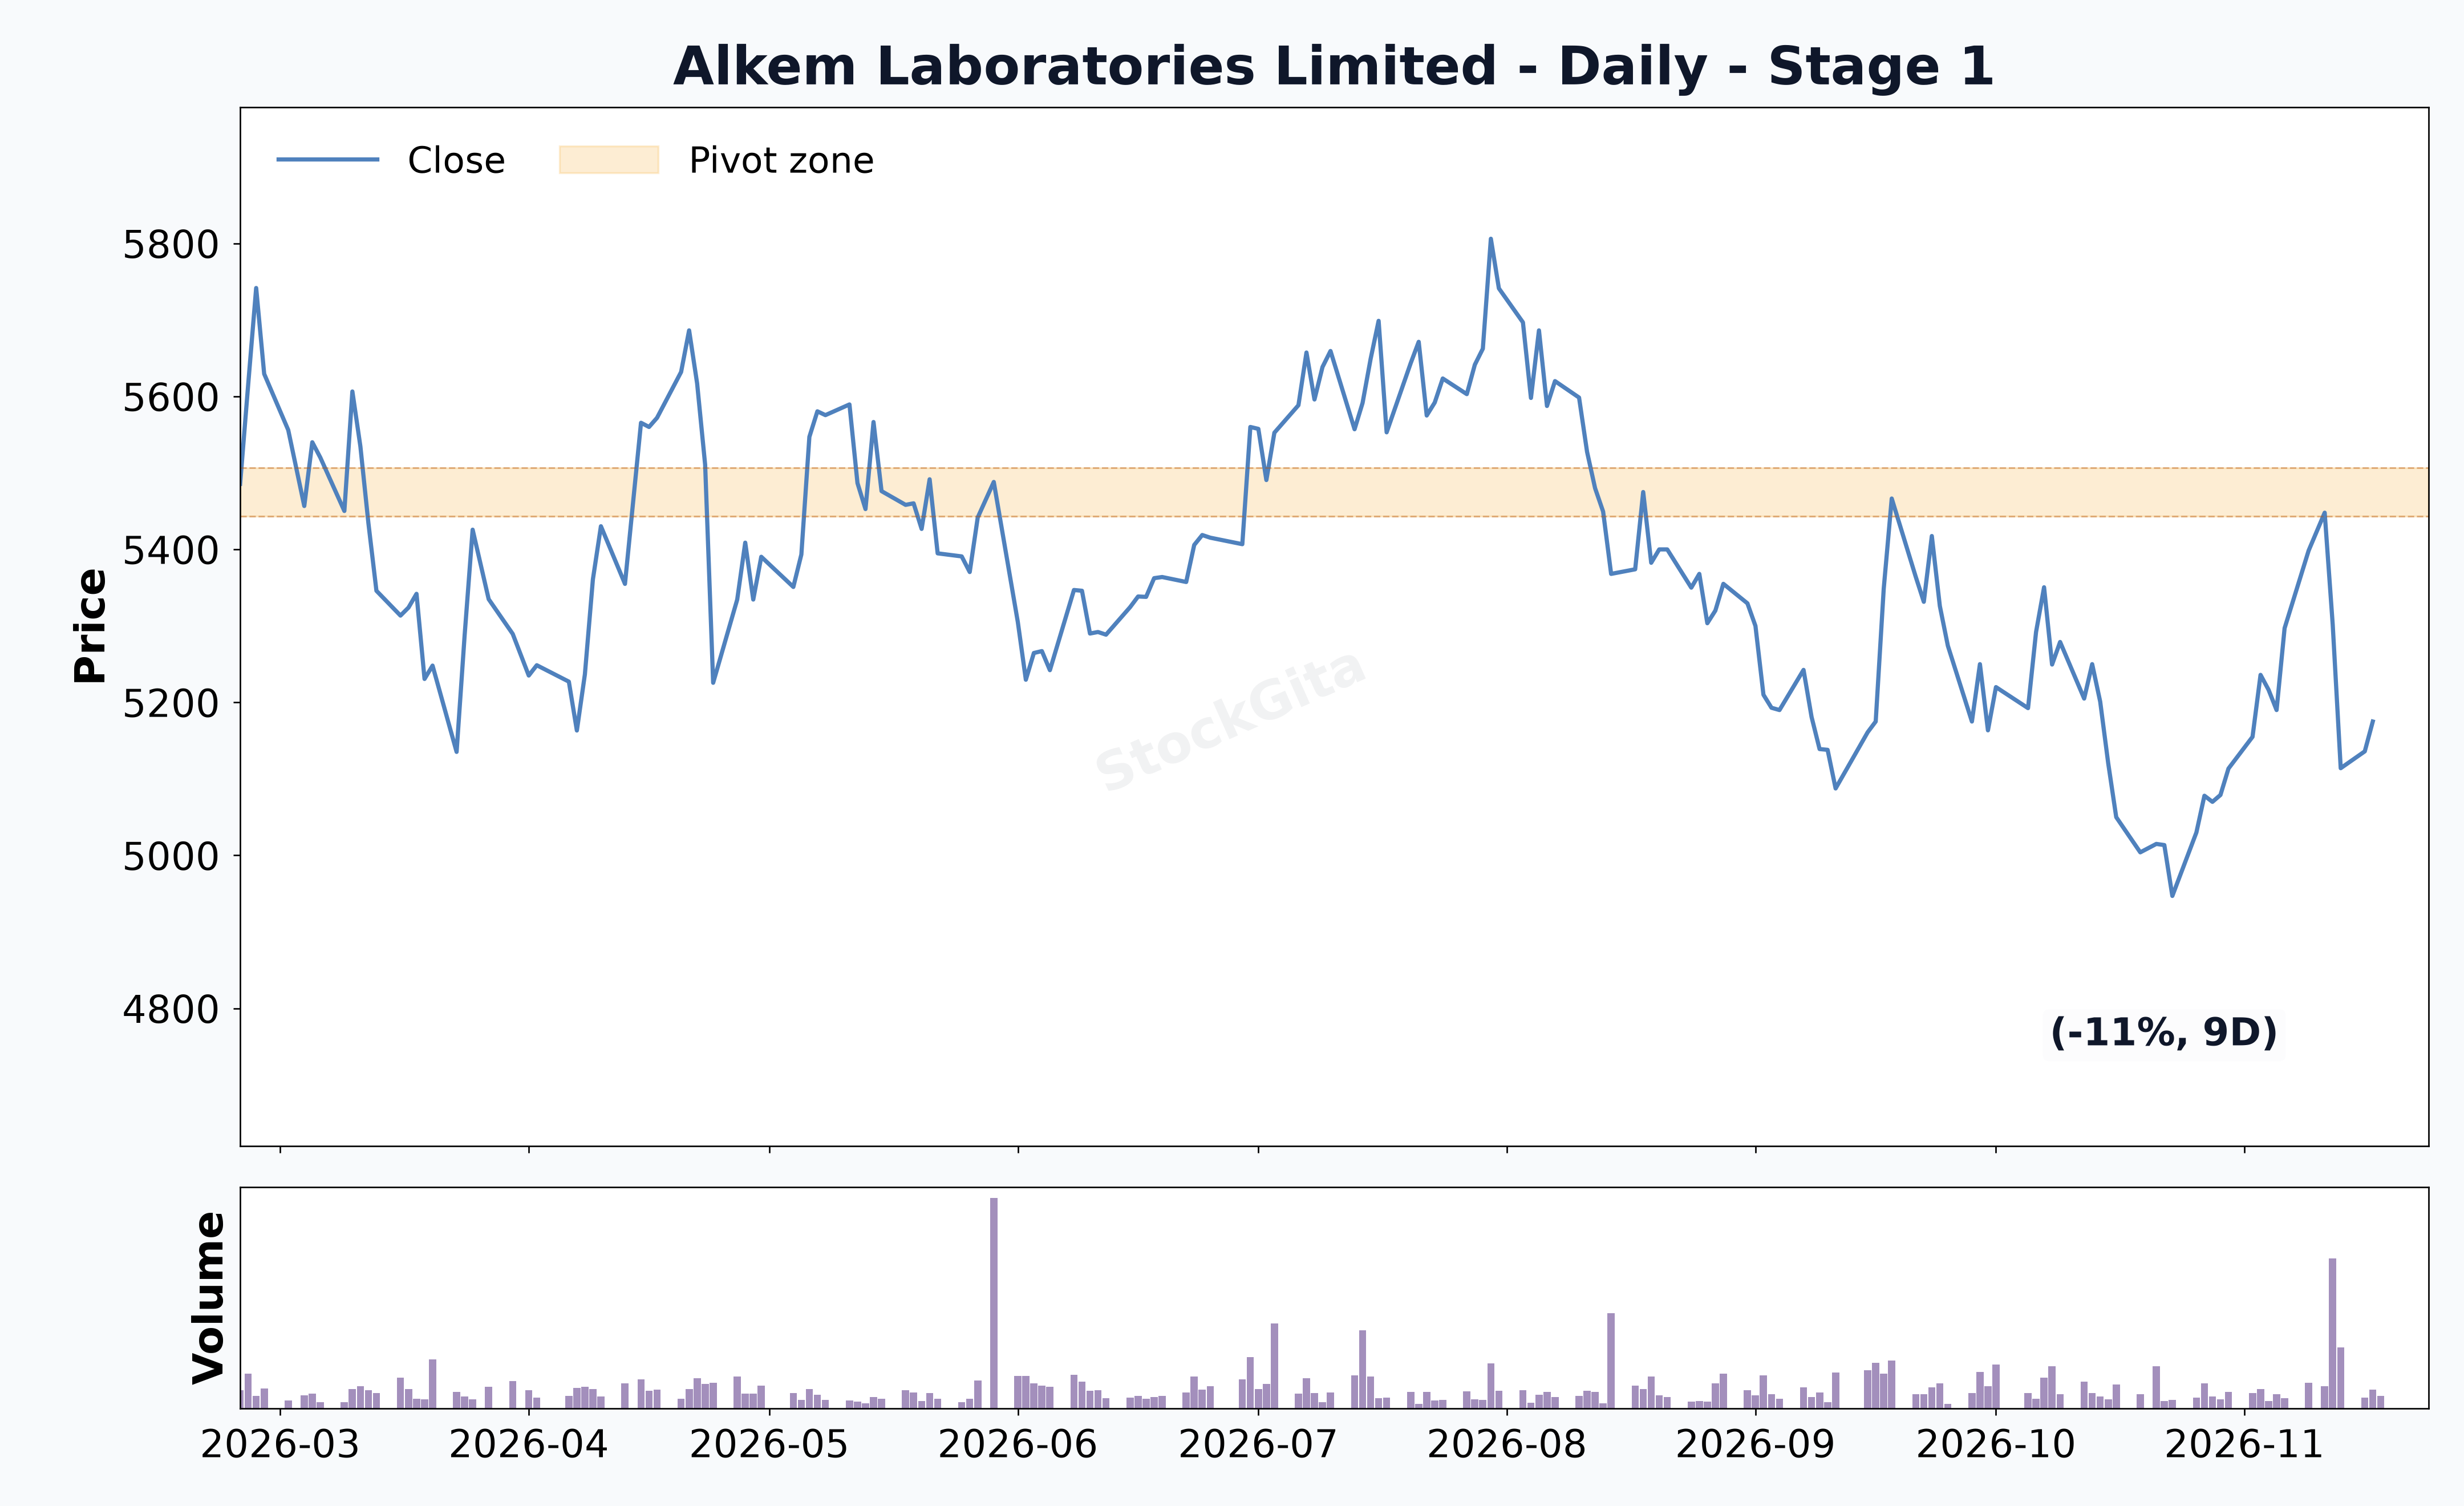 Alkem Laboratories Limited - Daily - Stage 1
Close
Pivot zone
5800
5600
5400
5200
5000
4800
Price
StockGita
(-11%, 9D)
Volume
2026-03
2026-04
2026-05
2026-06
2026-07
2026-08
2026-09
2026-10
2026-11